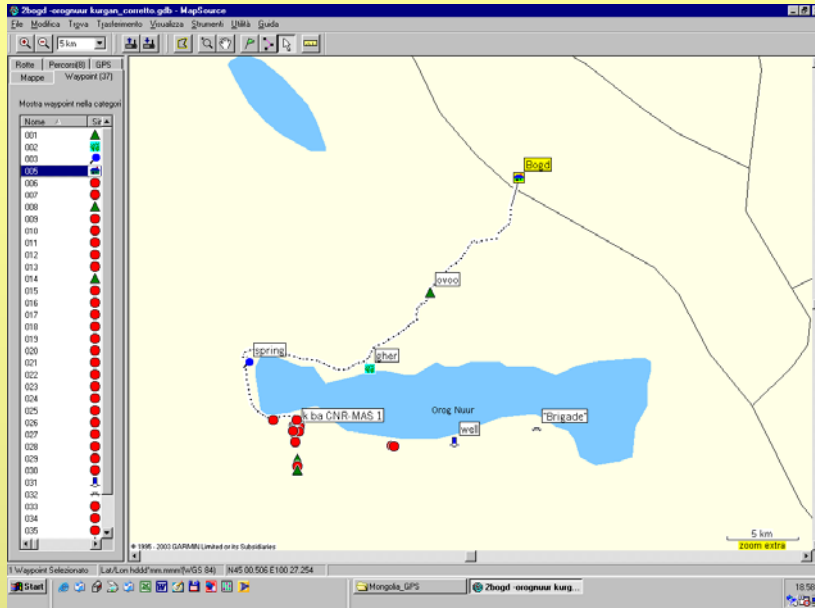 2bogd -orognuur kurgan_corretto.gdb - MapSource
File Modifica Trova Trasferimento Visualizza Strumenti Utilità Guida
5 km
Rotte Percorsi(8) GPS
Mappe Waypoint (37)
Mostra waypoint nella categori
Nome Sir
001
002
003
005
006
007
008
009
010
011
012
013
014
015
016
017
018
019
020
021
022
023
024
025
026
027
028
029
030
031
032
033
034
035
Bogd
ovoo
gher
spring
k ba CNR-MAS 1
Orog Nuur
"Brigade"
well
5 km
zoom extra
© 1995 - 2003 GARMIN Limited or its Subsidiaries
1 Waypoint Selezionato Lat/Lon hddd°mm.mmm'(WGS 84) N45 00.506 E100 27.254
Start Mongolia_GPS 2bogd -orognuur kurg... 18:58